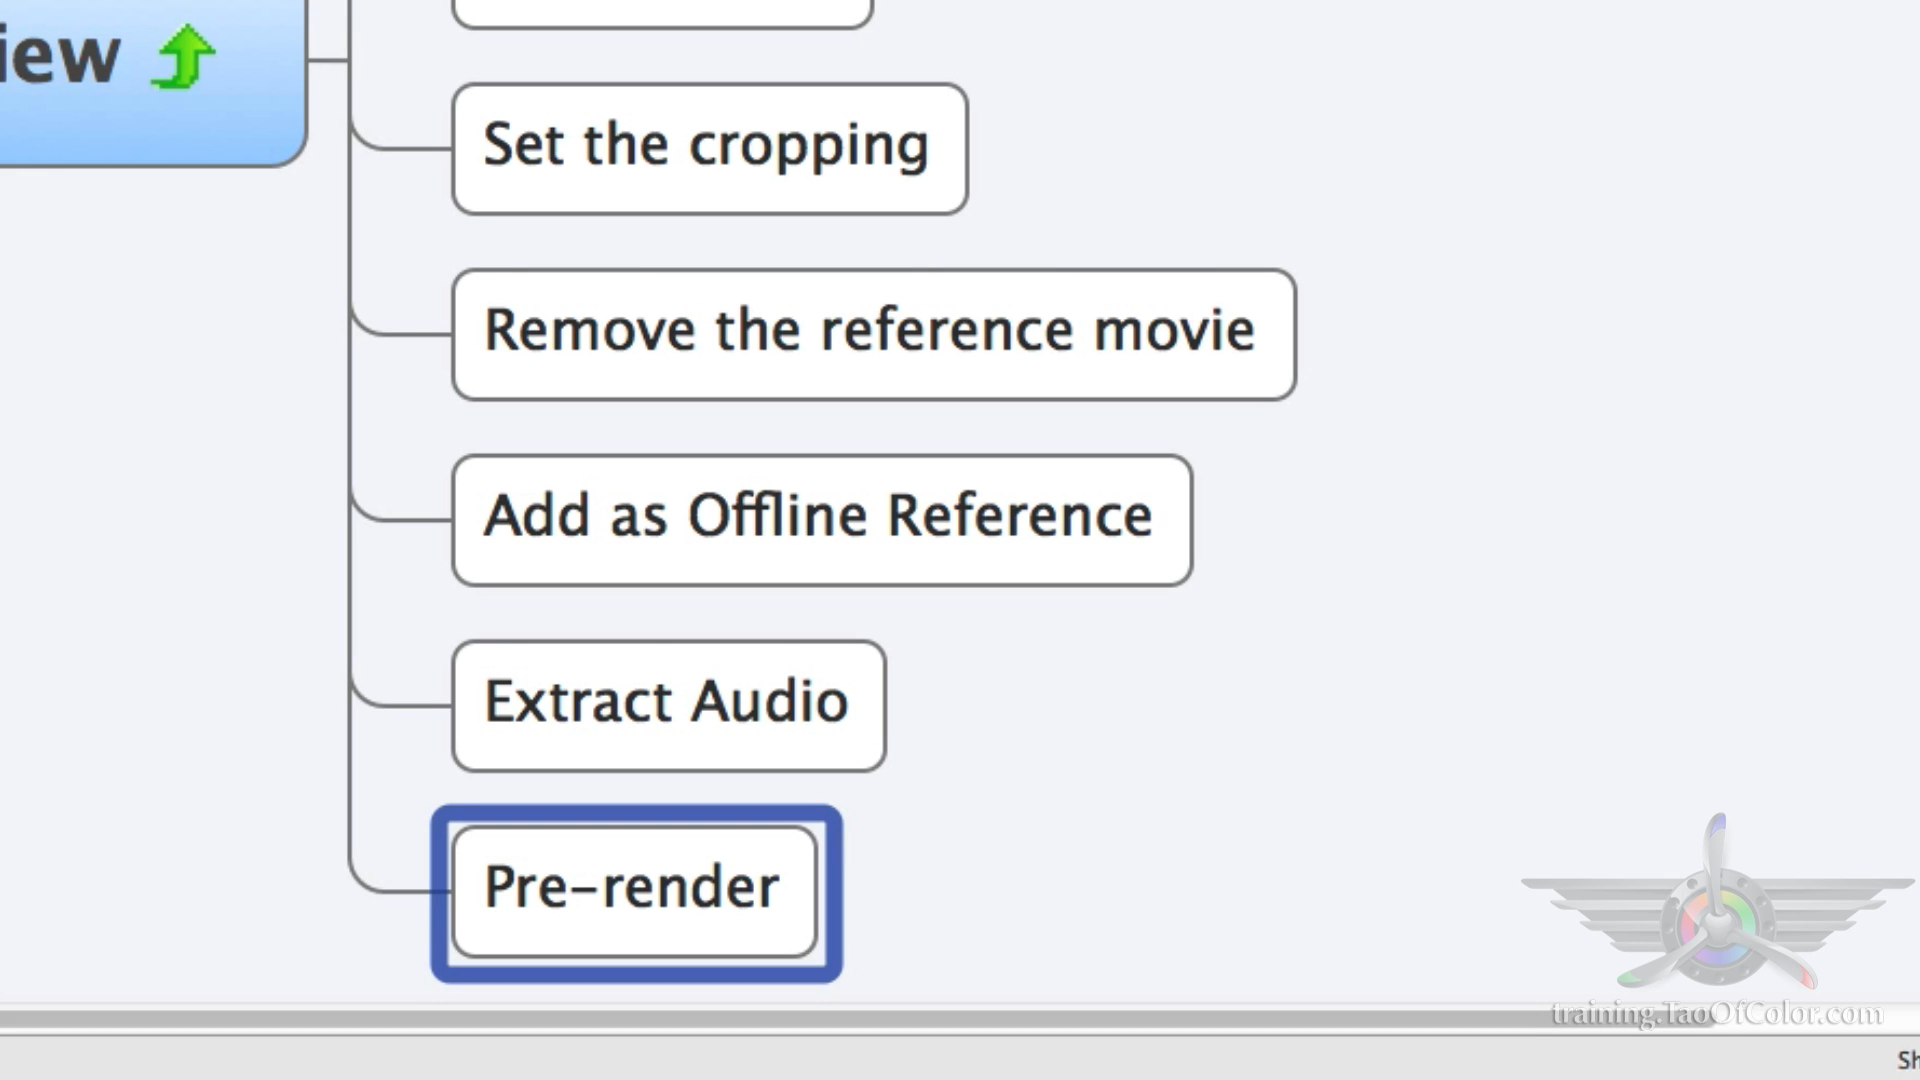 iew
Set the cropping
Remove the reference movie
Add as Offline Reference
Extract Audio
Pre-render
training.TaoOfColor.com
Sh